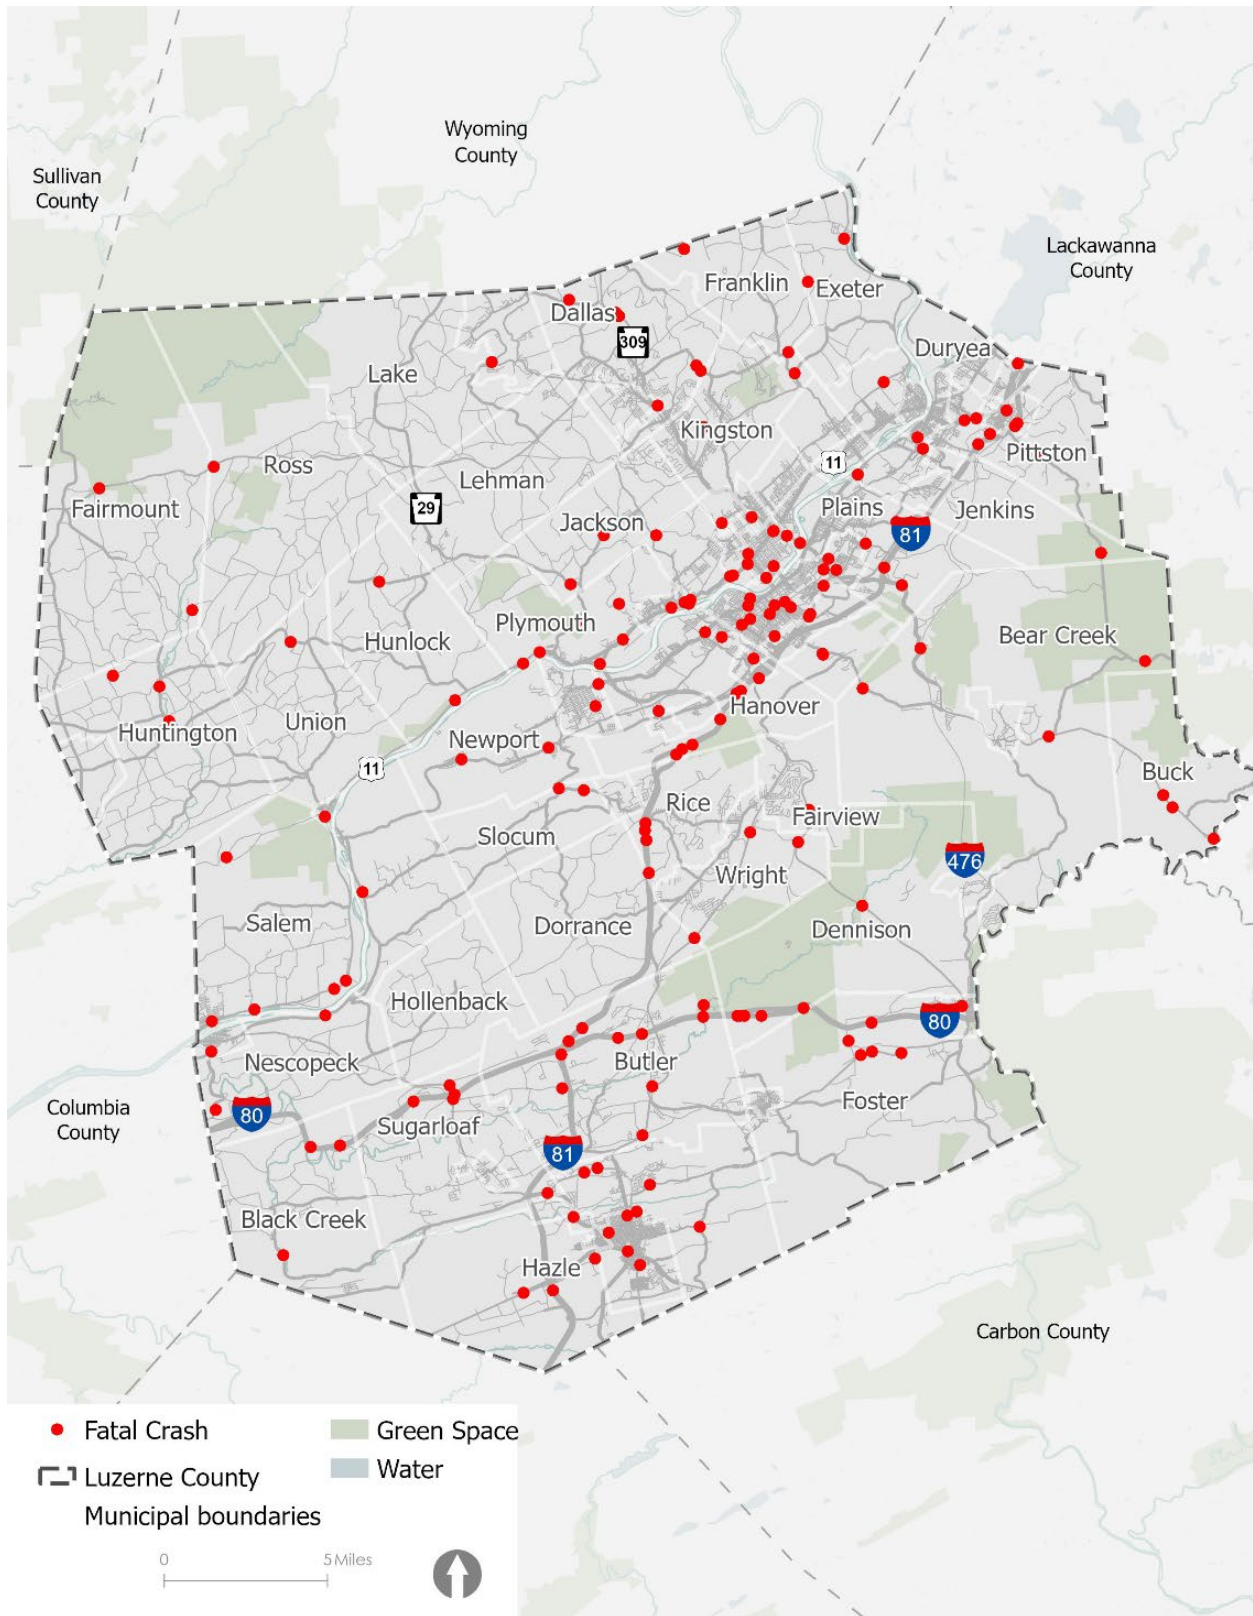 Wyoming
County
Sullivan
County
Lackawanna
County
Franklin
Exeter
Dallas
309
Duryea
Lake
Kingston
Ross
11
Pittston
Lehman
Fairmount
29
Plains
Jenkins
Jackson
81
Plymouth
Bear Creek
Hunlock
Union
Hanover
Huntington
Newport
11
Buck
Rice
Fairview
Slocum
476
Wright
Salem
Dorrance
Dennison
Hollenback
80
Nescopeck
Butler
Columbia
County
80
Foster
Sugarloaf
81
Black Creek
Hazle
Carbon County
Fatal Crash
Green Space
Luzerne County
Water
Municipal boundaries
0
5 Miles